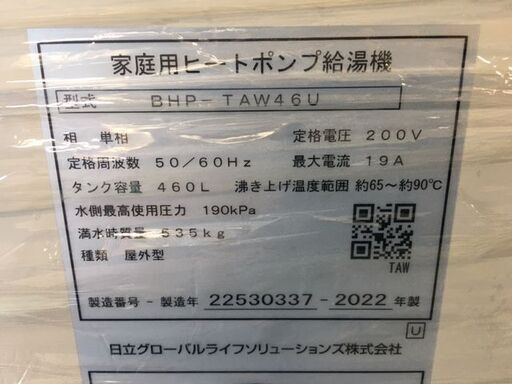 家庭用ヒートポンプ給湯機
型式 BHP-TAW46U
相 単相 定格電圧 200V
定格周波数 50/60Hz 最大電流 19A
タンク容量 460L 沸き上げ温度範囲 約65～約90℃
水側最高使用圧力 190kPa
満水時質量 535kg
種類 屋外型
TAW
製造番号-製造年 22530337-2022年製
U
日立グローバルライフソリューションズ株式会社